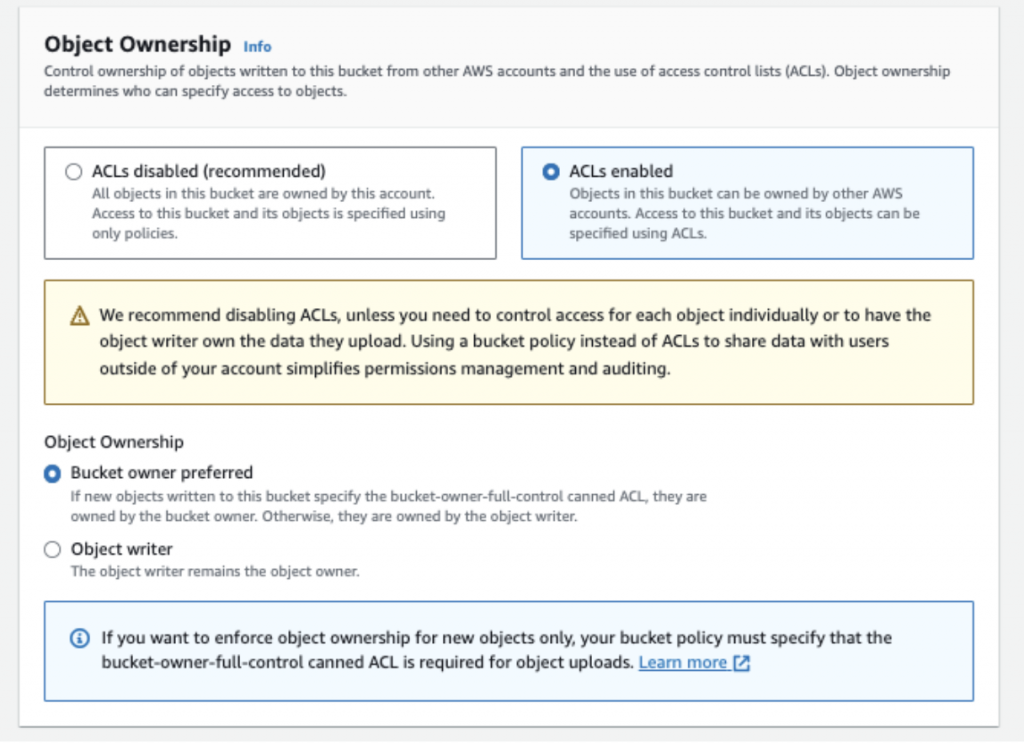 Object Ownership Info
Control ownership of objects written to this bucket from other AWS accounts and the use of access control lists (ACLs). Object ownership
determines who can specify access to objects.
ACLs disabled (recommended)
All objects in this bucket are owned by this account.
Access to this bucket and its objects is specified using
only policies.
ACLs enabled
Objects in this bucket can be owned by other AWS
accounts. Access to this bucket and its objects can be
specified using ACLs.
We recommend disabling ACLs, unless you need to control access for each object individually or to have the
object writer own the data they upload. Using a bucket policy instead of ACLs to share data with users
outside of your account simplifies permissions management and auditing.
Object Ownership
Bucket owner preferred
If new objects written to this bucket specify the bucket-owner-full-control canned ACL, they are
owned by the bucket owner. Otherwise, they are owned by the object writer.
Object writer
The object writer remains the object owner.
If you want to enforce object ownership for new objects only, your bucket policy must specify that the
bucket-owner-full-control canned ACL is required for object uploads. Learn more